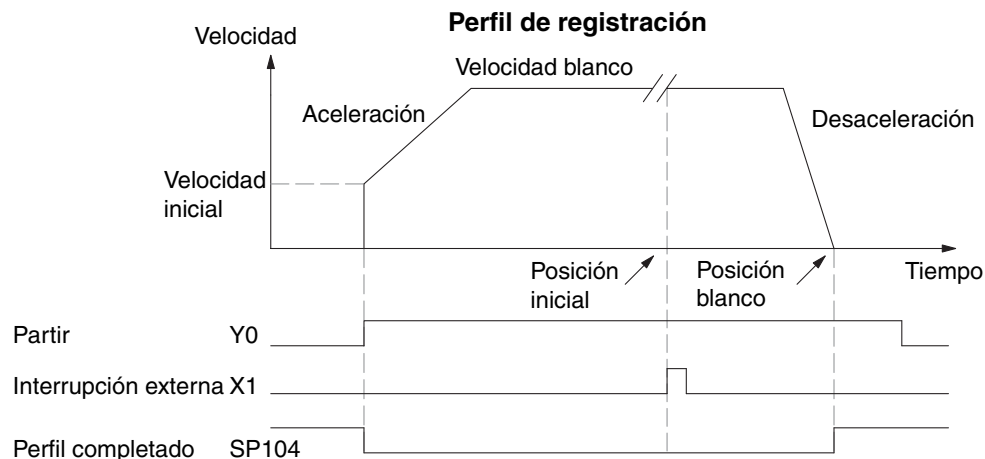 Perfil de registración
Velocidad
Velocidad blanco
Aceleración
Desaceleración
Velocidad
inicial
Posición
inicial
Posición
blanco
Tiempo
Partir Y0
Interrupción externa X1
Perfil completado SP104